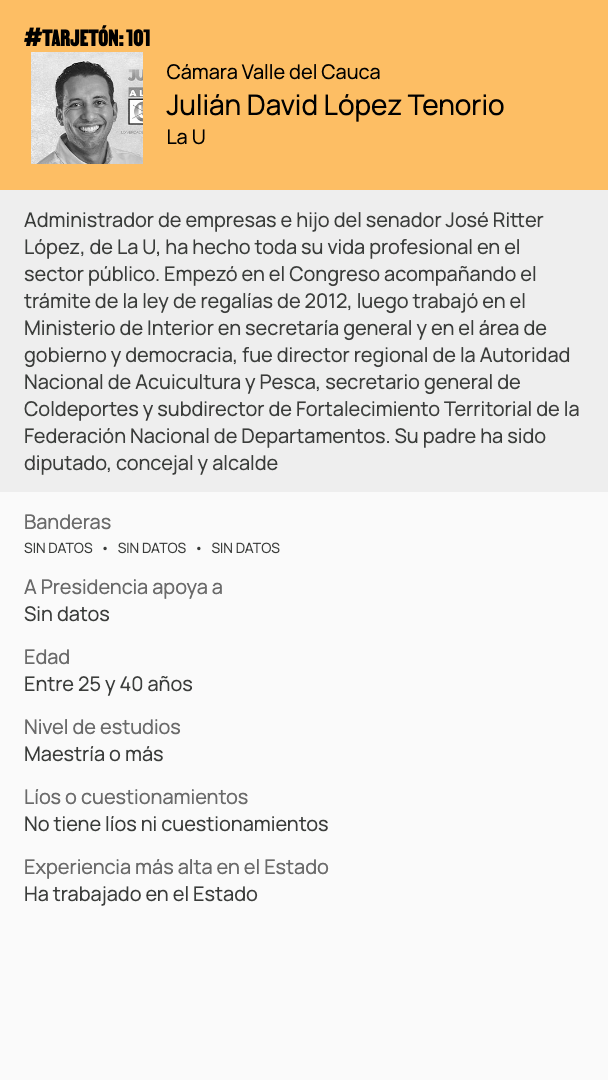 #TARJETÓN: 101
Cámara Valle del Cauca
Julián David López Tenorio
La U
Administrador de empresas e hijo del senador José Ritter
López, de La U, ha hecho toda su vida profesional en el
sector público. Empezó en el Congreso acompañando el
trámite de la ley de regalías de 2012, luego trabajó en el
Ministerio de Interior en secretaría general y en el área de
gobierno y democracia, fue director regional de la Autoridad
Nacional de Acuicultura y Pesca, secretario general de
Coldeportes y subdirector de Fortalecimiento Territorial de la
Federación Nacional de Departamentos. Su padre ha sido
diputado, concejal y alcalde
Banderas
SIN DATOS • SIN DATOS • SIN DATOS
A Presidencia apoya a
Sin datos
Edad
Entre 25 y 40 años
Nivel de estudios
Maestría o más
Líos o cuestionamientos
No tiene líos ni cuestionamientos
Experiencia más alta en el Estado
Ha trabajado en el Estado